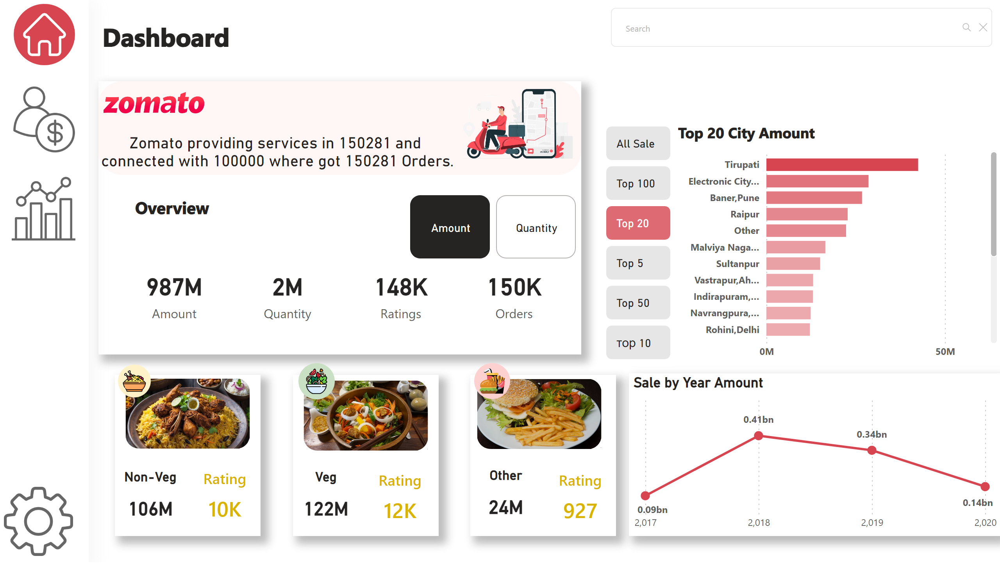 Dashboard
Search
zomato
Zomato providing services in 150281 and
connected with 100000 where got 150281 Orders.
Overview
Amount
Quantity
987M
2M
148K
150K
Amount
Quantity
Ratings
Orders
All Sale
Top 100
Top 20
Top 5
Top 50
Top 10
Top 20 City Amount
Tirupati
Electronic City...
Baner,Pune
Raipur
Other
Malviya Naga...
Sultanpur
Vastrapur,Ah...
Indirapuram,...
Navrangpura,...
Rohini,Delhi
0M
50M
Non-Veg
Rating
106M
10K
Veg
Rating
122M
12K
Other
Rating
24M
927
Sale by Year Amount
0.41bn
0.34bn
0.09bn
0.14bn
2,017
2,018
2,019
2,020